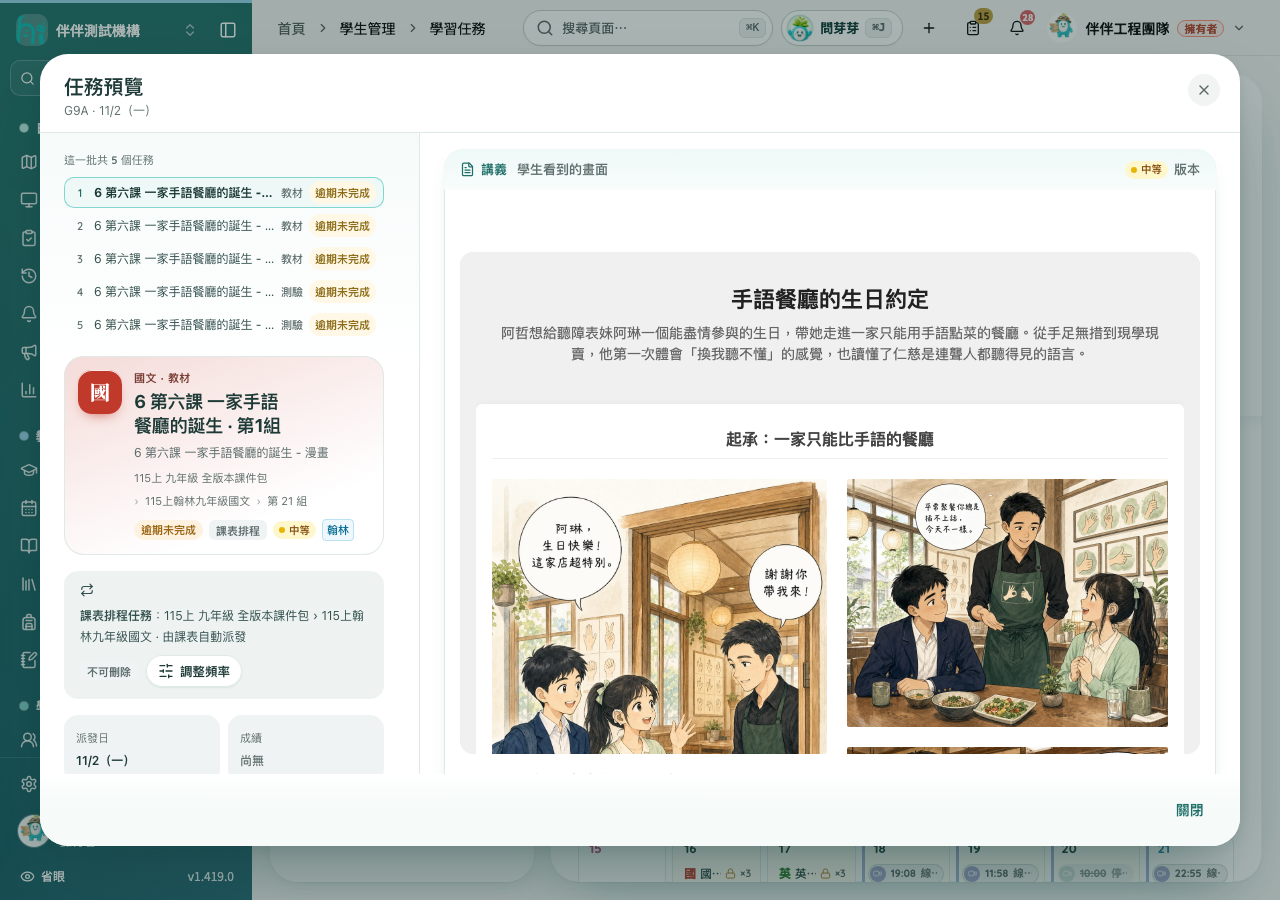 伴伴測試機構
首頁 › 學生管理 › 學習任務
搜尋頁面… ⌘K
問芽芽 ⌘J
15
28
伴伴工程團隊 擁有者
任務預覽
G9A · 11/2（一）
這一批共 5 個任務
1 6 第六課 一家手語餐廳的誕生 -... 教材 逾期未完成
2 6 第六課 一家手語餐廳的誕生 - ... 教材 逾期未完成
3 6 第六課 一家手語餐廳的誕生 - ... 教材 逾期未完成
4 6 第六課 一家手語餐廳的誕生 - ... 測驗 逾期未完成
5 6 第六課 一家手語餐廳的誕生 - ... 測驗 逾期未完成
國
國文 · 教材
6 第六課 一家手語
餐廳的誕生 · 第1組
6 第六課 一家手語餐廳的誕生 - 漫畫
115上 九年級 全版本課件包
› 115上翰林九年級國文 › 第 21 組
逾期未完成 課表排程 中等 翰林
課表排程任務：115上 九年級 全版本課件包 › 115上翰
林九年級國文 · 由課表自動派發
不可刪除 調整頻率
派發日
11/2（一）
成績
尚無
講義 學生看到的畫面
中等 版本
手語餐廳的生日約定
阿哲想給聽障表妹阿琳一個能盡情參與的生日，帶她走進一家只能用手語點菜的餐廳。從手足無措到現學現
賣，他第一次體會「換我聽不懂」的感覺，也讀懂了仁慈是連聾人都聽得見的語言。
起承：一家只能比手語的餐廳
阿琳，
生日快樂！
這家店超特別。
謝謝你
帶我來！
平常聚餐你總是
插不上話，
今天不一樣。
關閉
15
16
17
18
19
20
21
國 國… ×3
英 英… ×3
19:08 線…
11:58 線…
10:00 停…
22:55 線…
省眼
v1.419.0